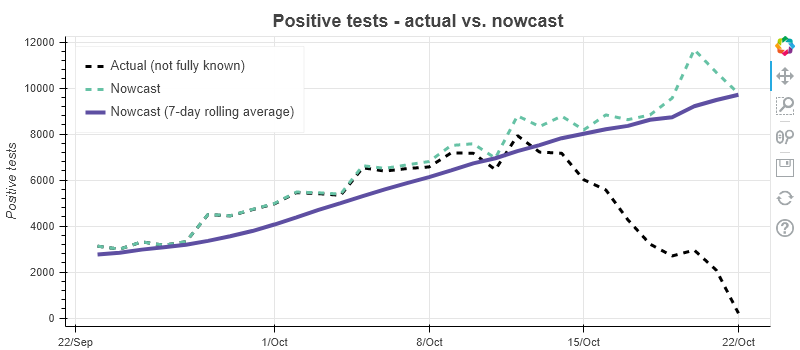 Positive tests - actual vs. nowcast
12000
10000
8000
6000
4000
2000
0
Positive tests
Actual (not fully known)
Nowcast
Nowcast (7-day rolling average)
22/Sep
1/Oct
8/Oct
15/Oct
22/Oct